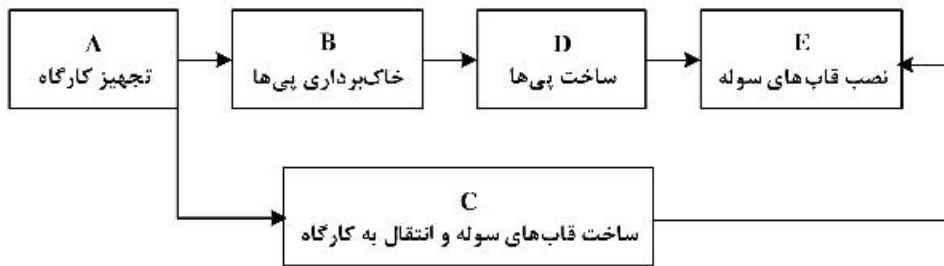 A
تجهیز کارگاه
B
خاک‌برداری پی‌ها
D
ساخت پی‌ها
E
نصب قاب‌های سوله
C
ساخت قاب‌های سوله و انتقال به کارگاه